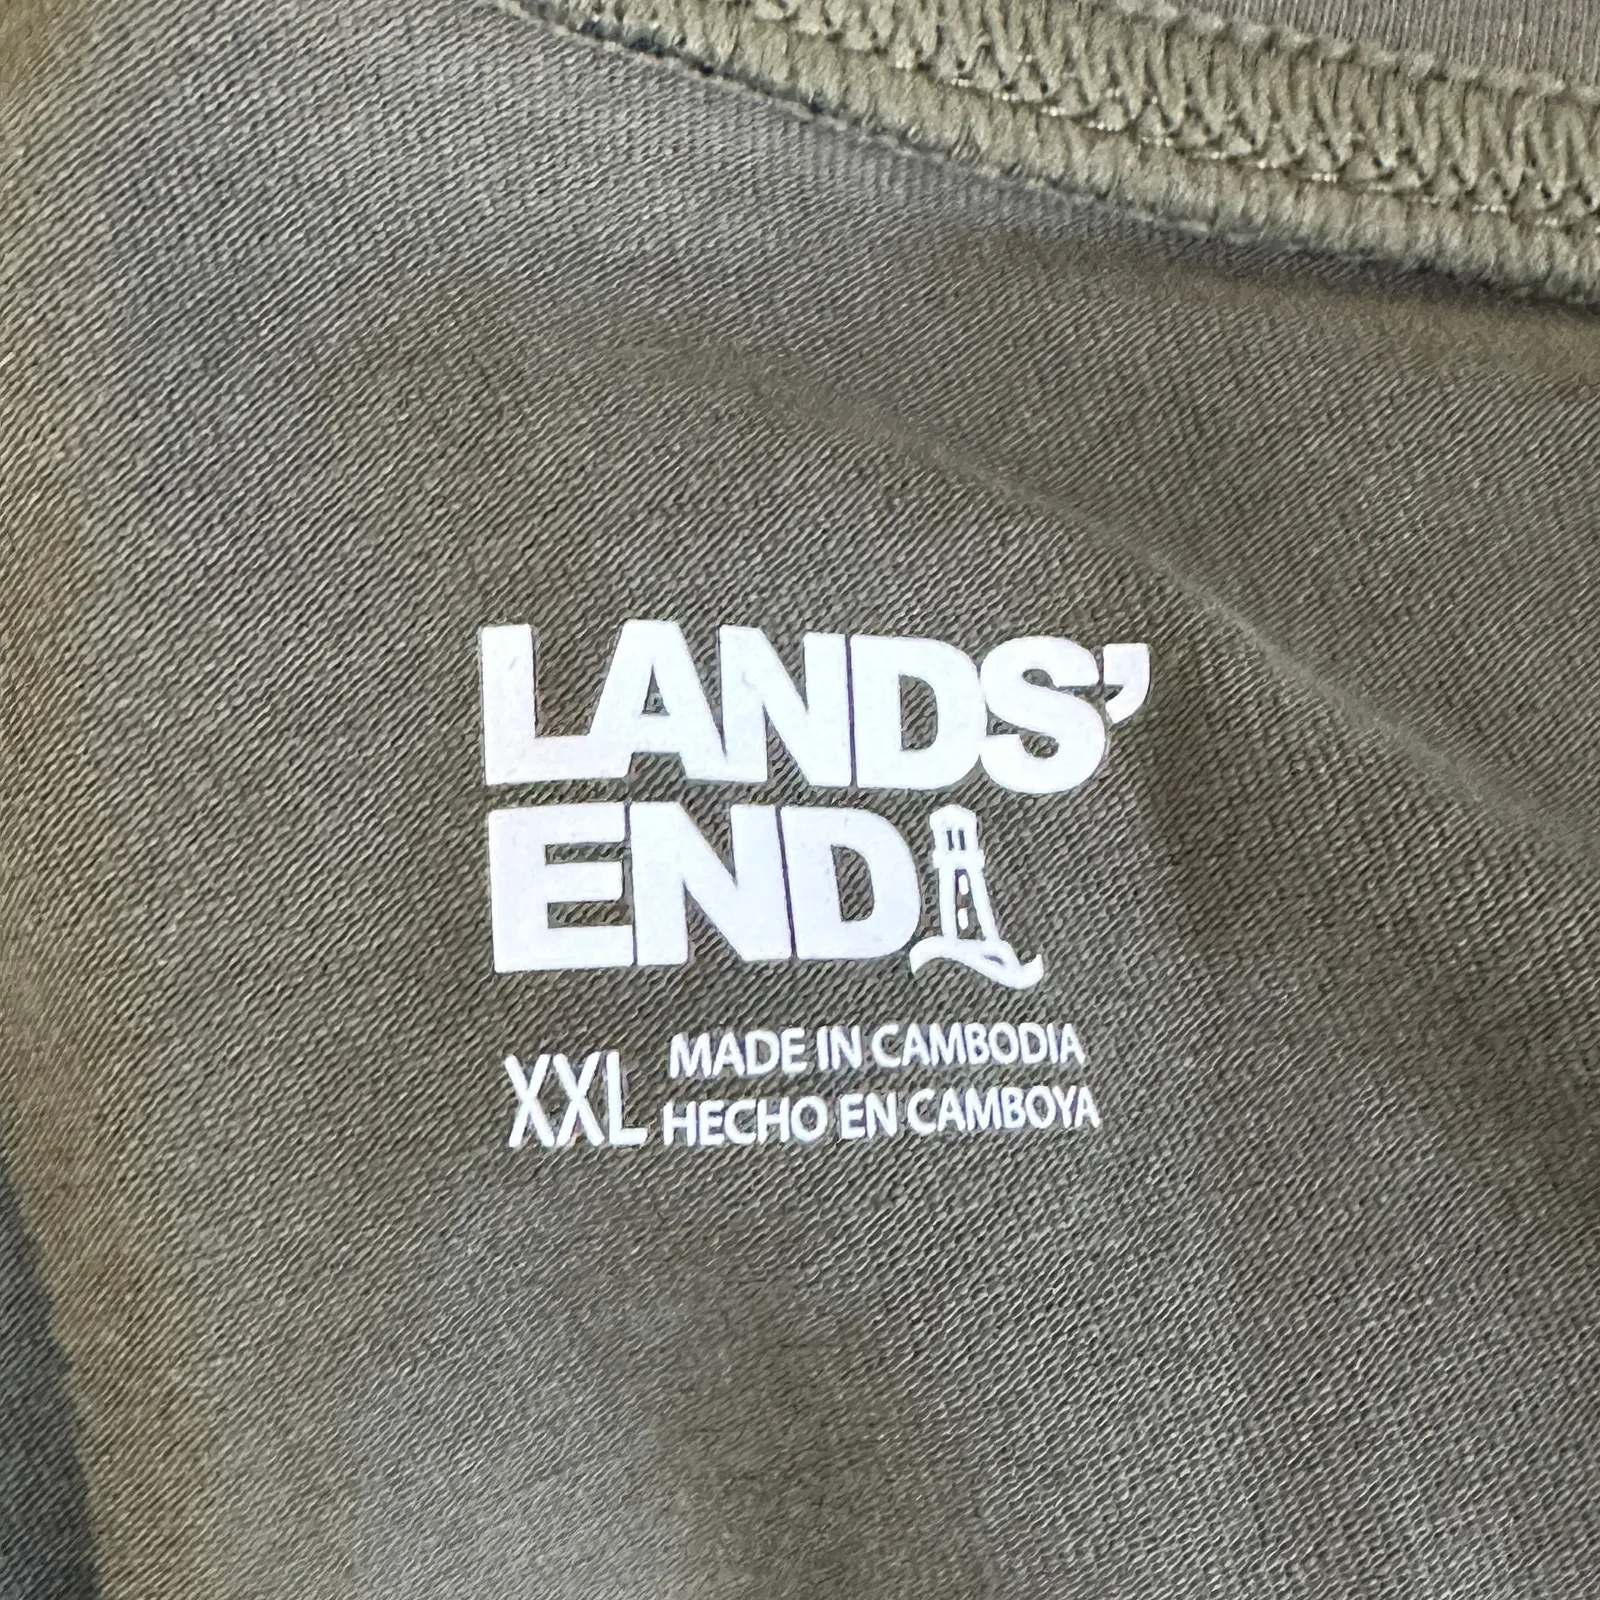 LANDS’
END
XXL MADE IN CAMBODIA
HECHO EN CAMBOYA